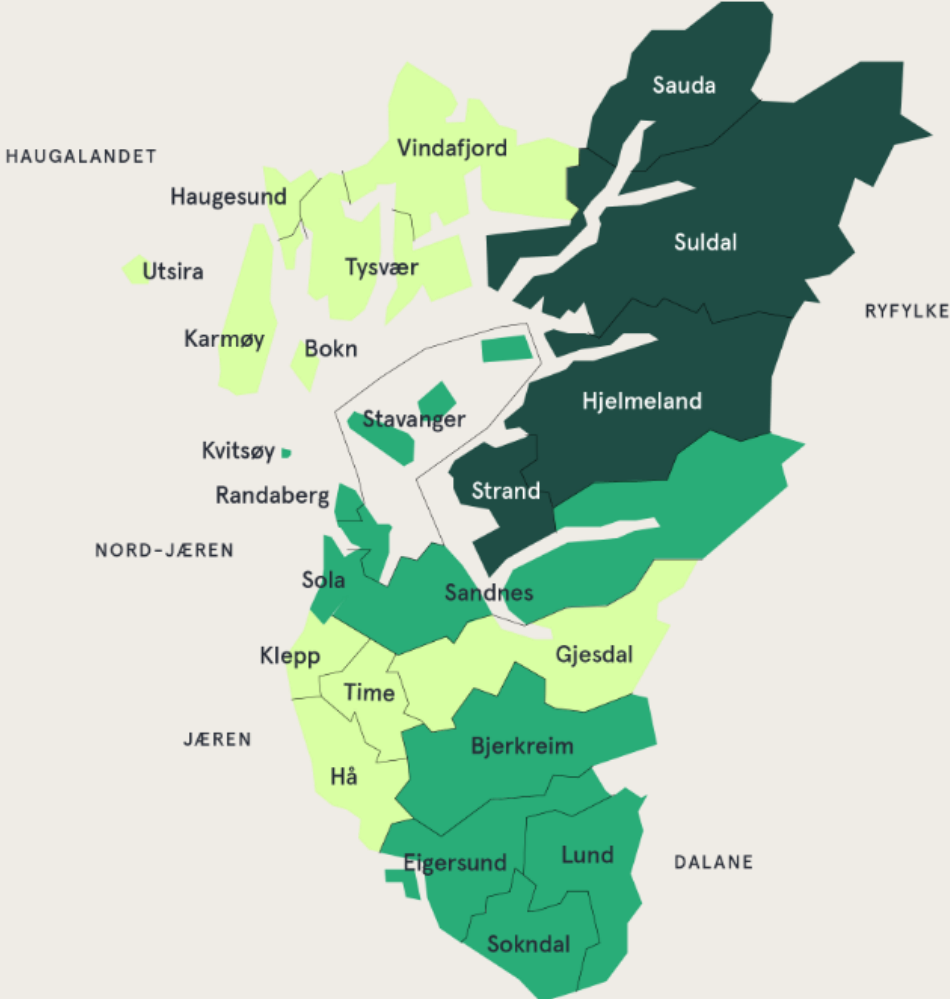 Sauda
Vindafjord
HAUGALANDET
Haugesund
Suldal
Utsira
Tysvær
RYFYLKE
Karmøy
Bokn
Hjelmeland
Stavanger
Kvitsøy
Strand
Randaberg
NORD-JÆREN
Sola
Sandnes
Klepp
Gjesdal
Time
JÆREN
Bjerkreim
Hå
Eigersund
Lund
DALANE
Sokndal